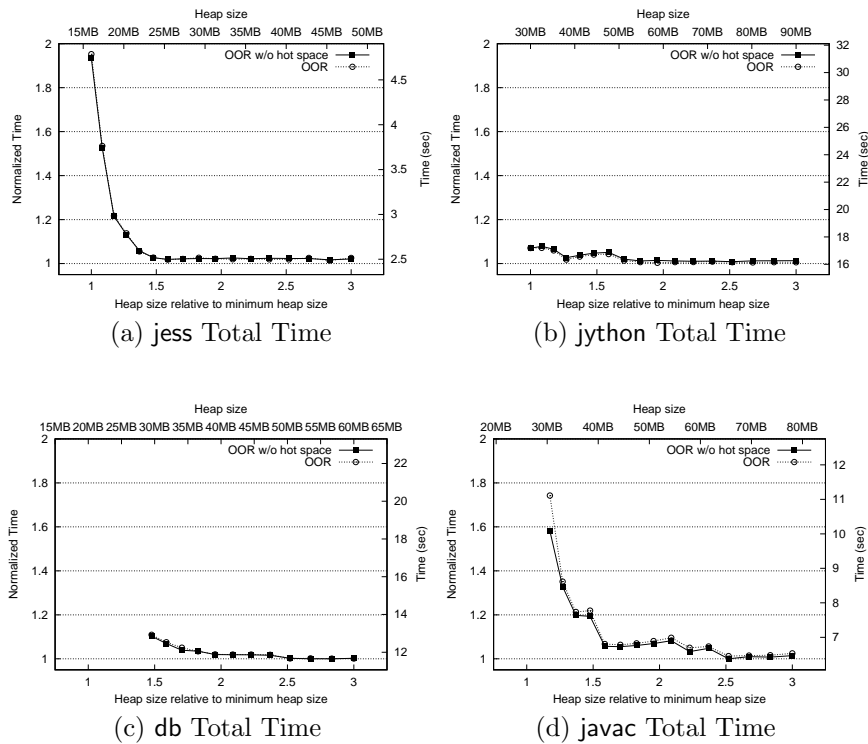 Heap size
15MB 20MB 24MB 28MB 33MB 38MB 44MB 50MB
2
OOR w/o hot space
OOR
4.5
1.8
4
1.6
Normalized Time
Time (sec)
3.5
1.4
3
1.2
2.5
1
1 1.5 2 2.5 3
Heap size relative to minimum heap size
(a) jess Total Time
Heap size
30MB 40MB 50MB 60MB 70MB 80MB 90MB
2
32
OOR w/o hot space
OOR
30
1.8
28
26
1.6
Normalized Time
24
Time (sec)
22
1.4
20
1.2
18
16
1
1 1.5 2 2.5 3
Heap size relative to minimum heap size
(b) jython Total Time
Heap size
15MB 20MB 25MB 30MB 35MB 40MB 45MB 50MB 55MB 60MB 65MB
2
OOR w/o hot space
OOR
22
1.8
20
1.6
18
Normalized Time
Time (sec)
1.4
16
1.2
14
12
1
1 1.5 2 2.5 3
Heap size relative to minimum heap size
(c) db Total Time
Heap size
20MB 30MB 41MB 54MB 67MB 80MB
2
OOR w/o hot space
OOR
12
1.8
11
1.6
10
Normalized Time
Time (sec)
9
1.4
8
1.2
7
1
1 1.5 2 2.5 3
Heap size relative to minimum heap size
(d) javac Total Time